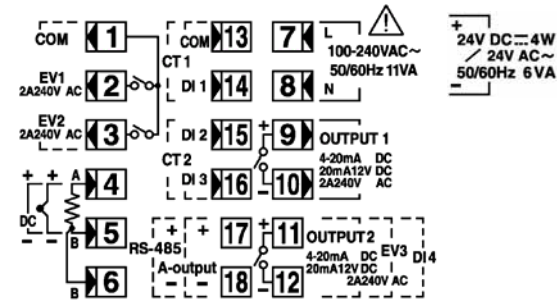 COM 1
EV1
2A240V AC 2
EV2
2A240V AC 3
+ + A 4
DC
- - B 5
B 6
COM 13
CT 1
DI 1 14
DI 2 15
CT 2
DI 3 16
RS-485 + + 17
A-output
- - 18
7 L
100-240VAC~
50/60Hz 11VA
8 N
+ 9 OUTPUT 1
4-20mA DC
20mA12V DC
- 10 2A240V AC
+ 11 OUTPUT2
4-20mA DC EV3 DI 4
20mA12V DC
- 12 2A240V AC
+
24V DC⎓4W
/ 24V AC~
50/60Hz 6VA
-